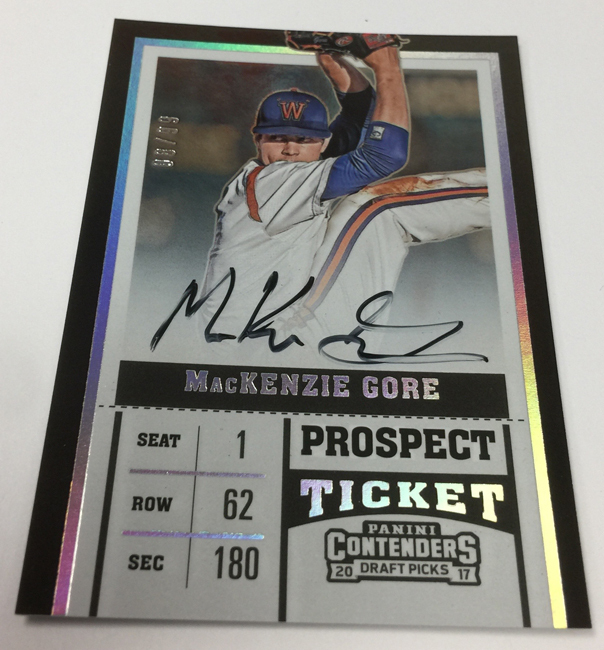 W
MACKENZIE GORE
SEAT 1
ROW 62
SEC 180
PROSPECT
TICKET
PANINI
CONTENDERS
20 DRAFT PICKS 17